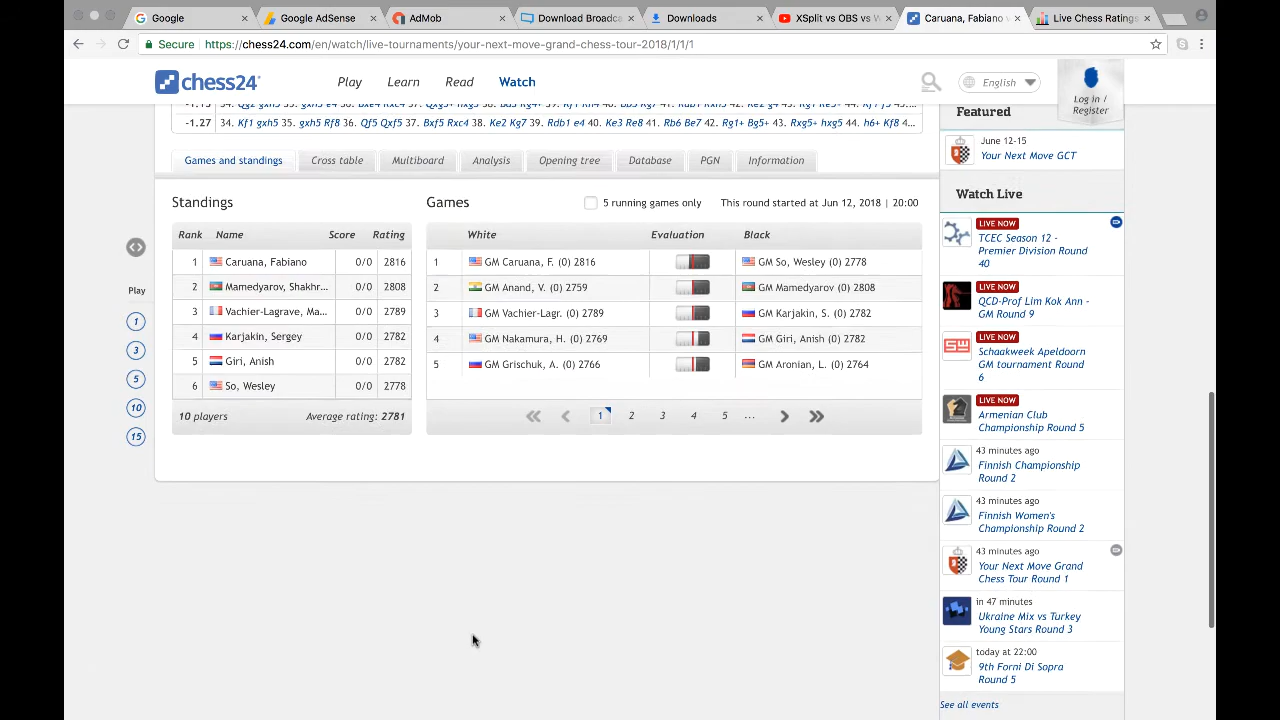 Google
Google AdSense
AdMob
Download Broadca
Downloads
XSplit vs OBS vs W
Caruana, Fabiano v
Live Chess Ratings
Secure https://chess24.com/en/watch/live-tournaments/your-next-move-grand-chess-tour-2018/1/1/1
chess24
Play Learn Read Watch
English
Log in /
Register
-1.27 34. Kf1 gxh5 35. gxh5 Rf8 36. Qf5 Qxf5 37. Bxf5 Rxc4 38. Ke2 Kg7 39. Rdb1 e4 40. Ke3 Re8 41. Rb6 Be7 42. Rg1+ Bg5+ 43. Rxg5+ hxg5 44. h6+ Kf8 4...
Games and standings Cross table Multiboard Analysis Opening tree Database PGN Information
Standings
Rank Name Score Rating
1 Caruana, Fabiano 0/0 2816
2 Mamedyarov, Shakhr... 0/0 2808
3 Vachier-Lagrave, Ma... 0/0 2789
4 Karjakin, Sergey 0/0 2782
5 Giri, Anish 0/0 2782
6 So, Wesley 0/0 2778
10 players Average rating: 2781
Games 5 running games only This round started at Jun 12, 2018 | 20:00
White Evaluation Black
1 GM Caruana, F. (0) 2816 GM So, Wesley (0) 2778
2 GM Anand, V. (0) 2759 GM Mamedyarov (0) 2808
3 GM Vachier-Lagr. (0) 2789 GM Karjakin, S. (0) 2782
4 GM Nakamura, H. (0) 2769 GM Giri, Anish (0) 2782
5 GM Grischuk, A. (0) 2766 GM Aronian, L. (0) 2764
1 2 3 4 5 ...
Play
1
3
5
10
15
Featured
June 12-15
Your Next Move GCT
Watch Live
LIVE NOW
TCEC Season 12 -
Premier Division Round
40
LIVE NOW
QCD-Prof Lim Kok Ann -
GM Round 9
LIVE NOW
Schaakweek Apeldoorn
GM tournament Round
6
LIVE NOW
Armenian Club
Championship Round 5
43 minutes ago
Finnish Championship
Round 2
43 minutes ago
Finnish Women's
Championship Round 2
43 minutes ago
Your Next Move Grand
Chess Tour Round 1
in 47 minutes
Ukraine Mix vs Turkey
Young Stars Round 3
today at 22:00
9th Forni Di Sopra
Round 5
See all events